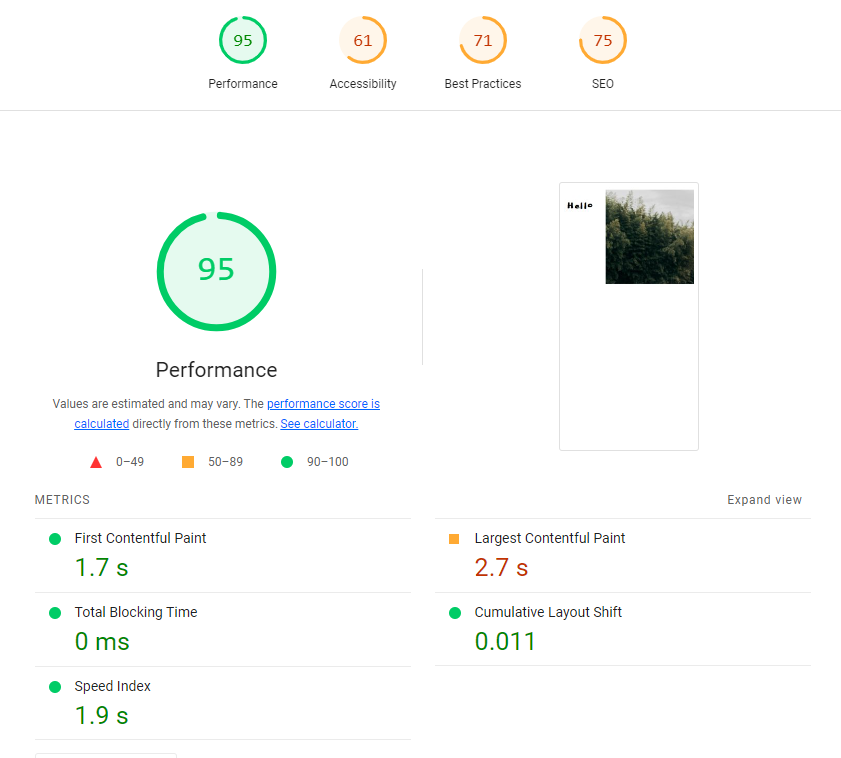 95 61 71 75
Performance Accessibility Best Practices SEO
95
Hello
Performance
Values are estimated and may vary. The performance score is
calculated directly from these metrics. See calculator.
0–49 50–89 90–100
METRICS Expand view
First Contentful Paint
1.7 s
Largest Contentful Paint
2.7 s
Total Blocking Time
0 ms
Cumulative Layout Shift
0.011
Speed Index
1.9 s